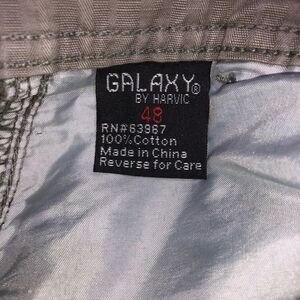 GALAXY®
BY HARVIC
48
RN#63967
100%Cotton
Made in China
Reverse for Care